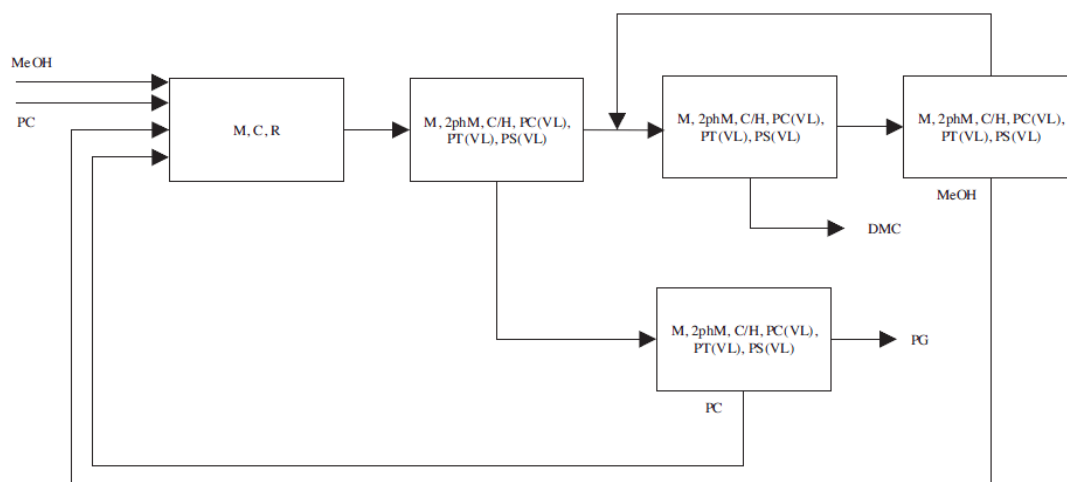 MeOH
PC
M, C, R
M, 2phM, C/H, PC(VL),
PT(VL), PS(VL)
M, 2phM, C/H, PC(VL),
PT(VL), PS(VL)
M, 2phM, C/H, PC(VL),
PT(VL), PS(VL)
MeOH
DMC
M, 2phM, C/H, PC(VL),
PT(VL), PS(VL)
PG
PC